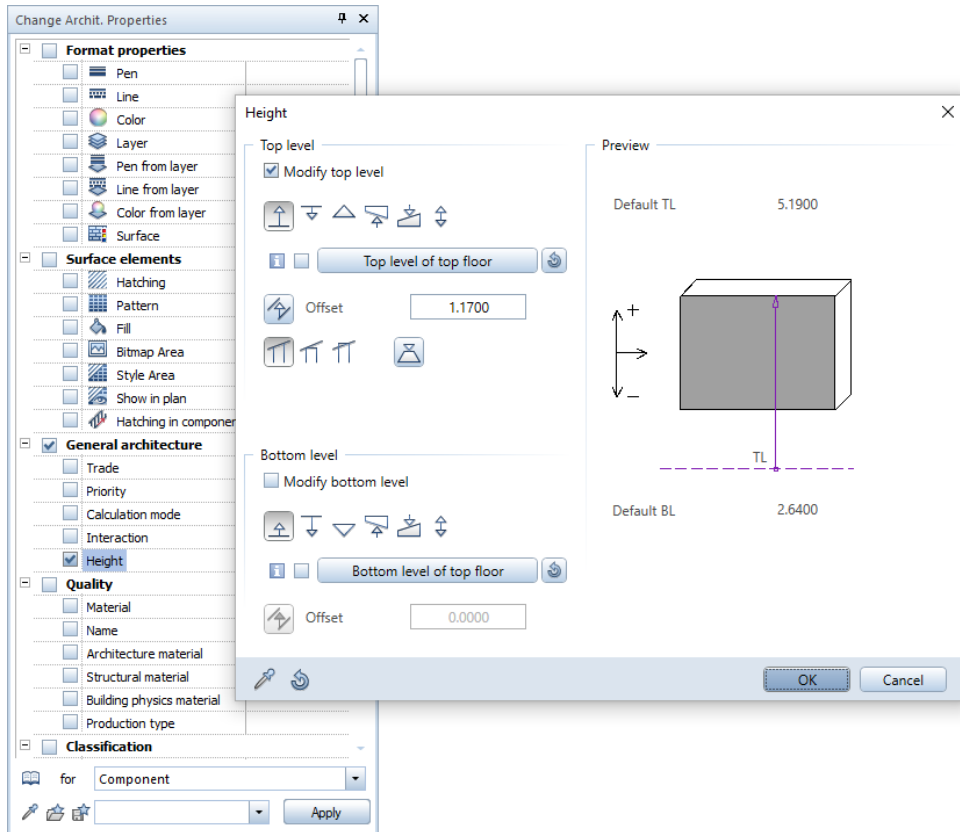 Change Archit. Properties
Format properties
Pen
Line
Color
Layer
Pen from layer
Line from layer
Color from layer
Surface
Surface elements
Hatching
Pattern
Fill
Bitmap Area
Style Area
Show in plan
Hatching in componen
General architecture
Trade
Priority
Calculation mode
Interaction
Height
Quality
Material
Name
Architecture material
Structural material
Building physics material
Production type
Classification
for Component
Apply
Height
Top level
Modify top level
Top level of top floor
Offset 1.1700
Bottom level
Modify bottom level
Bottom level of top floor
Offset 0.0000
Preview
Default TL 5.1900
+
−
TL
Default BL 2.6400
OK Cancel